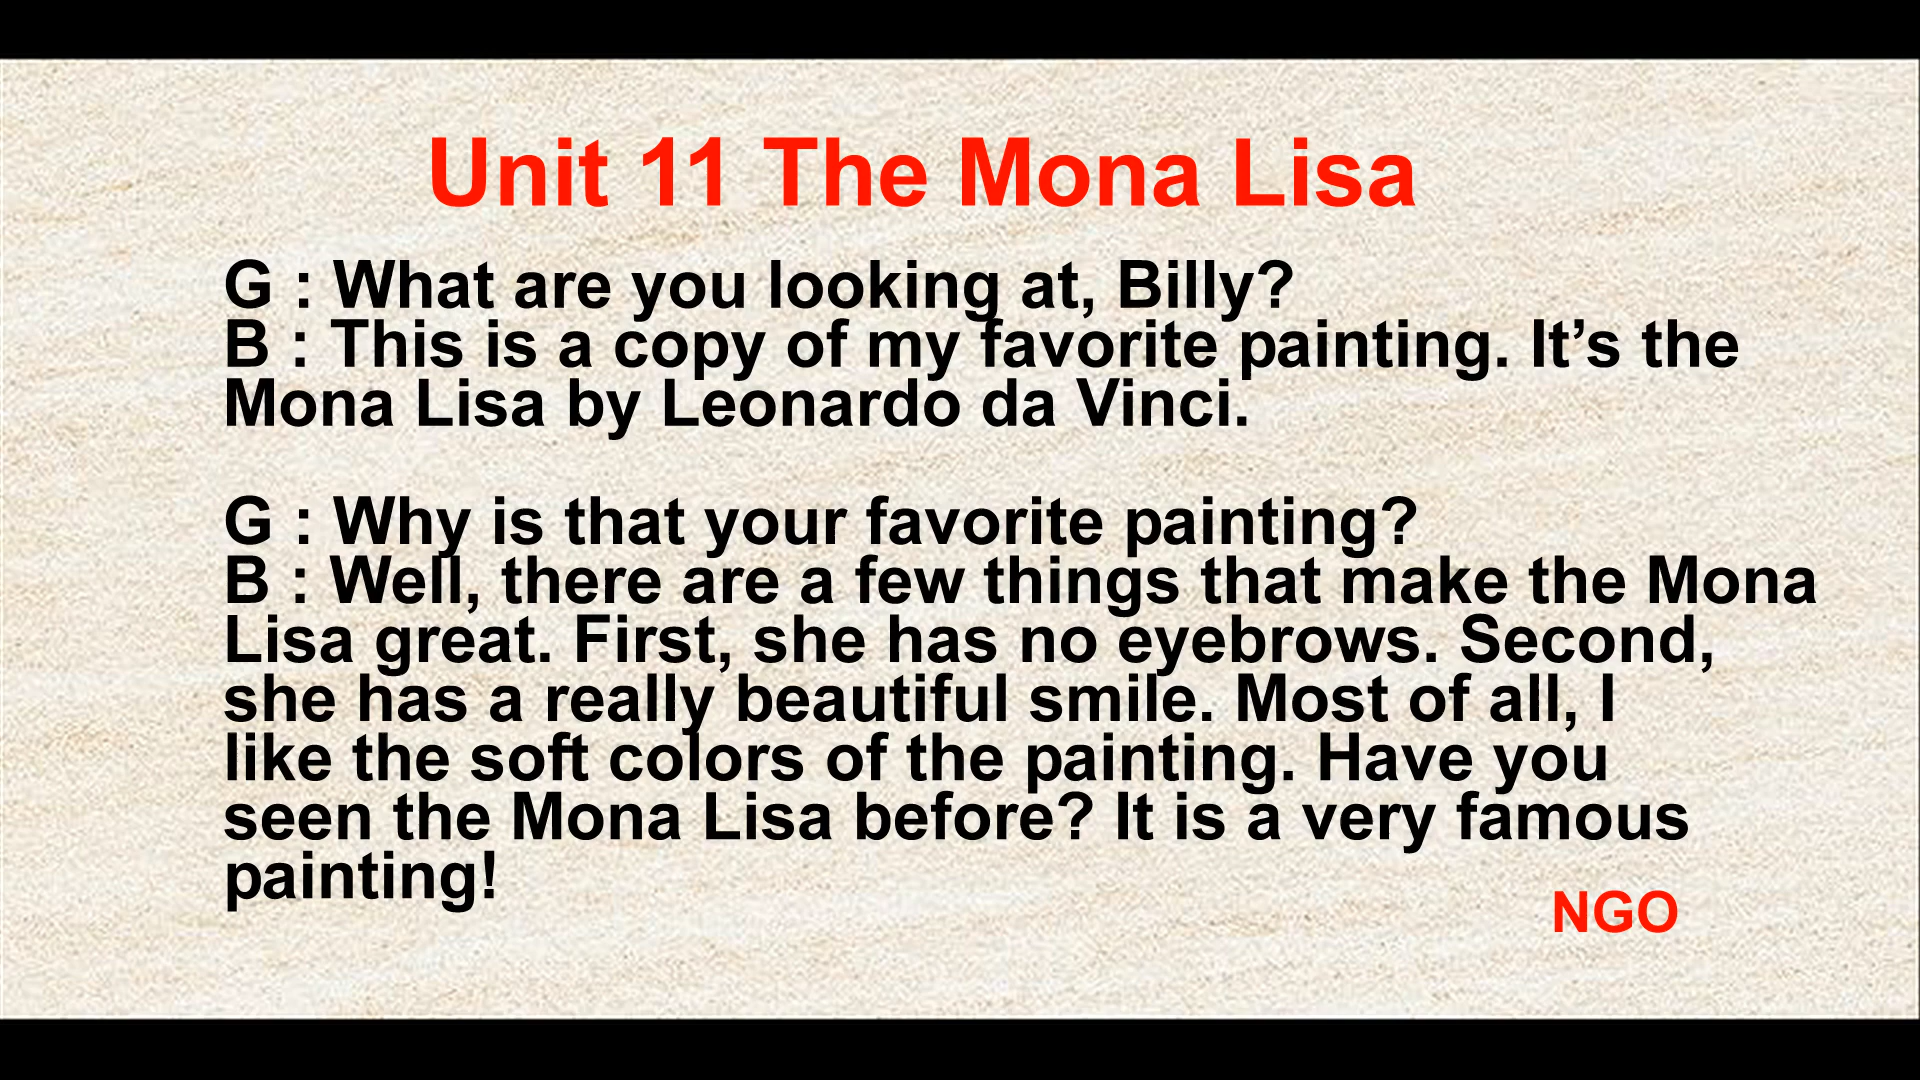 Unit 11 The Mona Lisa
G : What are you looking at, Billy?
B : This is a copy of my favorite painting. It’s the
Mona Lisa by Leonardo da Vinci.
G : Why is that your favorite painting?
B : Well, there are a few things that make the Mona
Lisa great. First, she has no eyebrows. Second,
she has a really beautiful smile. Most of all, I
like the soft colors of the painting. Have you
seen the Mona Lisa before? It is a very famous
painting!
NGO